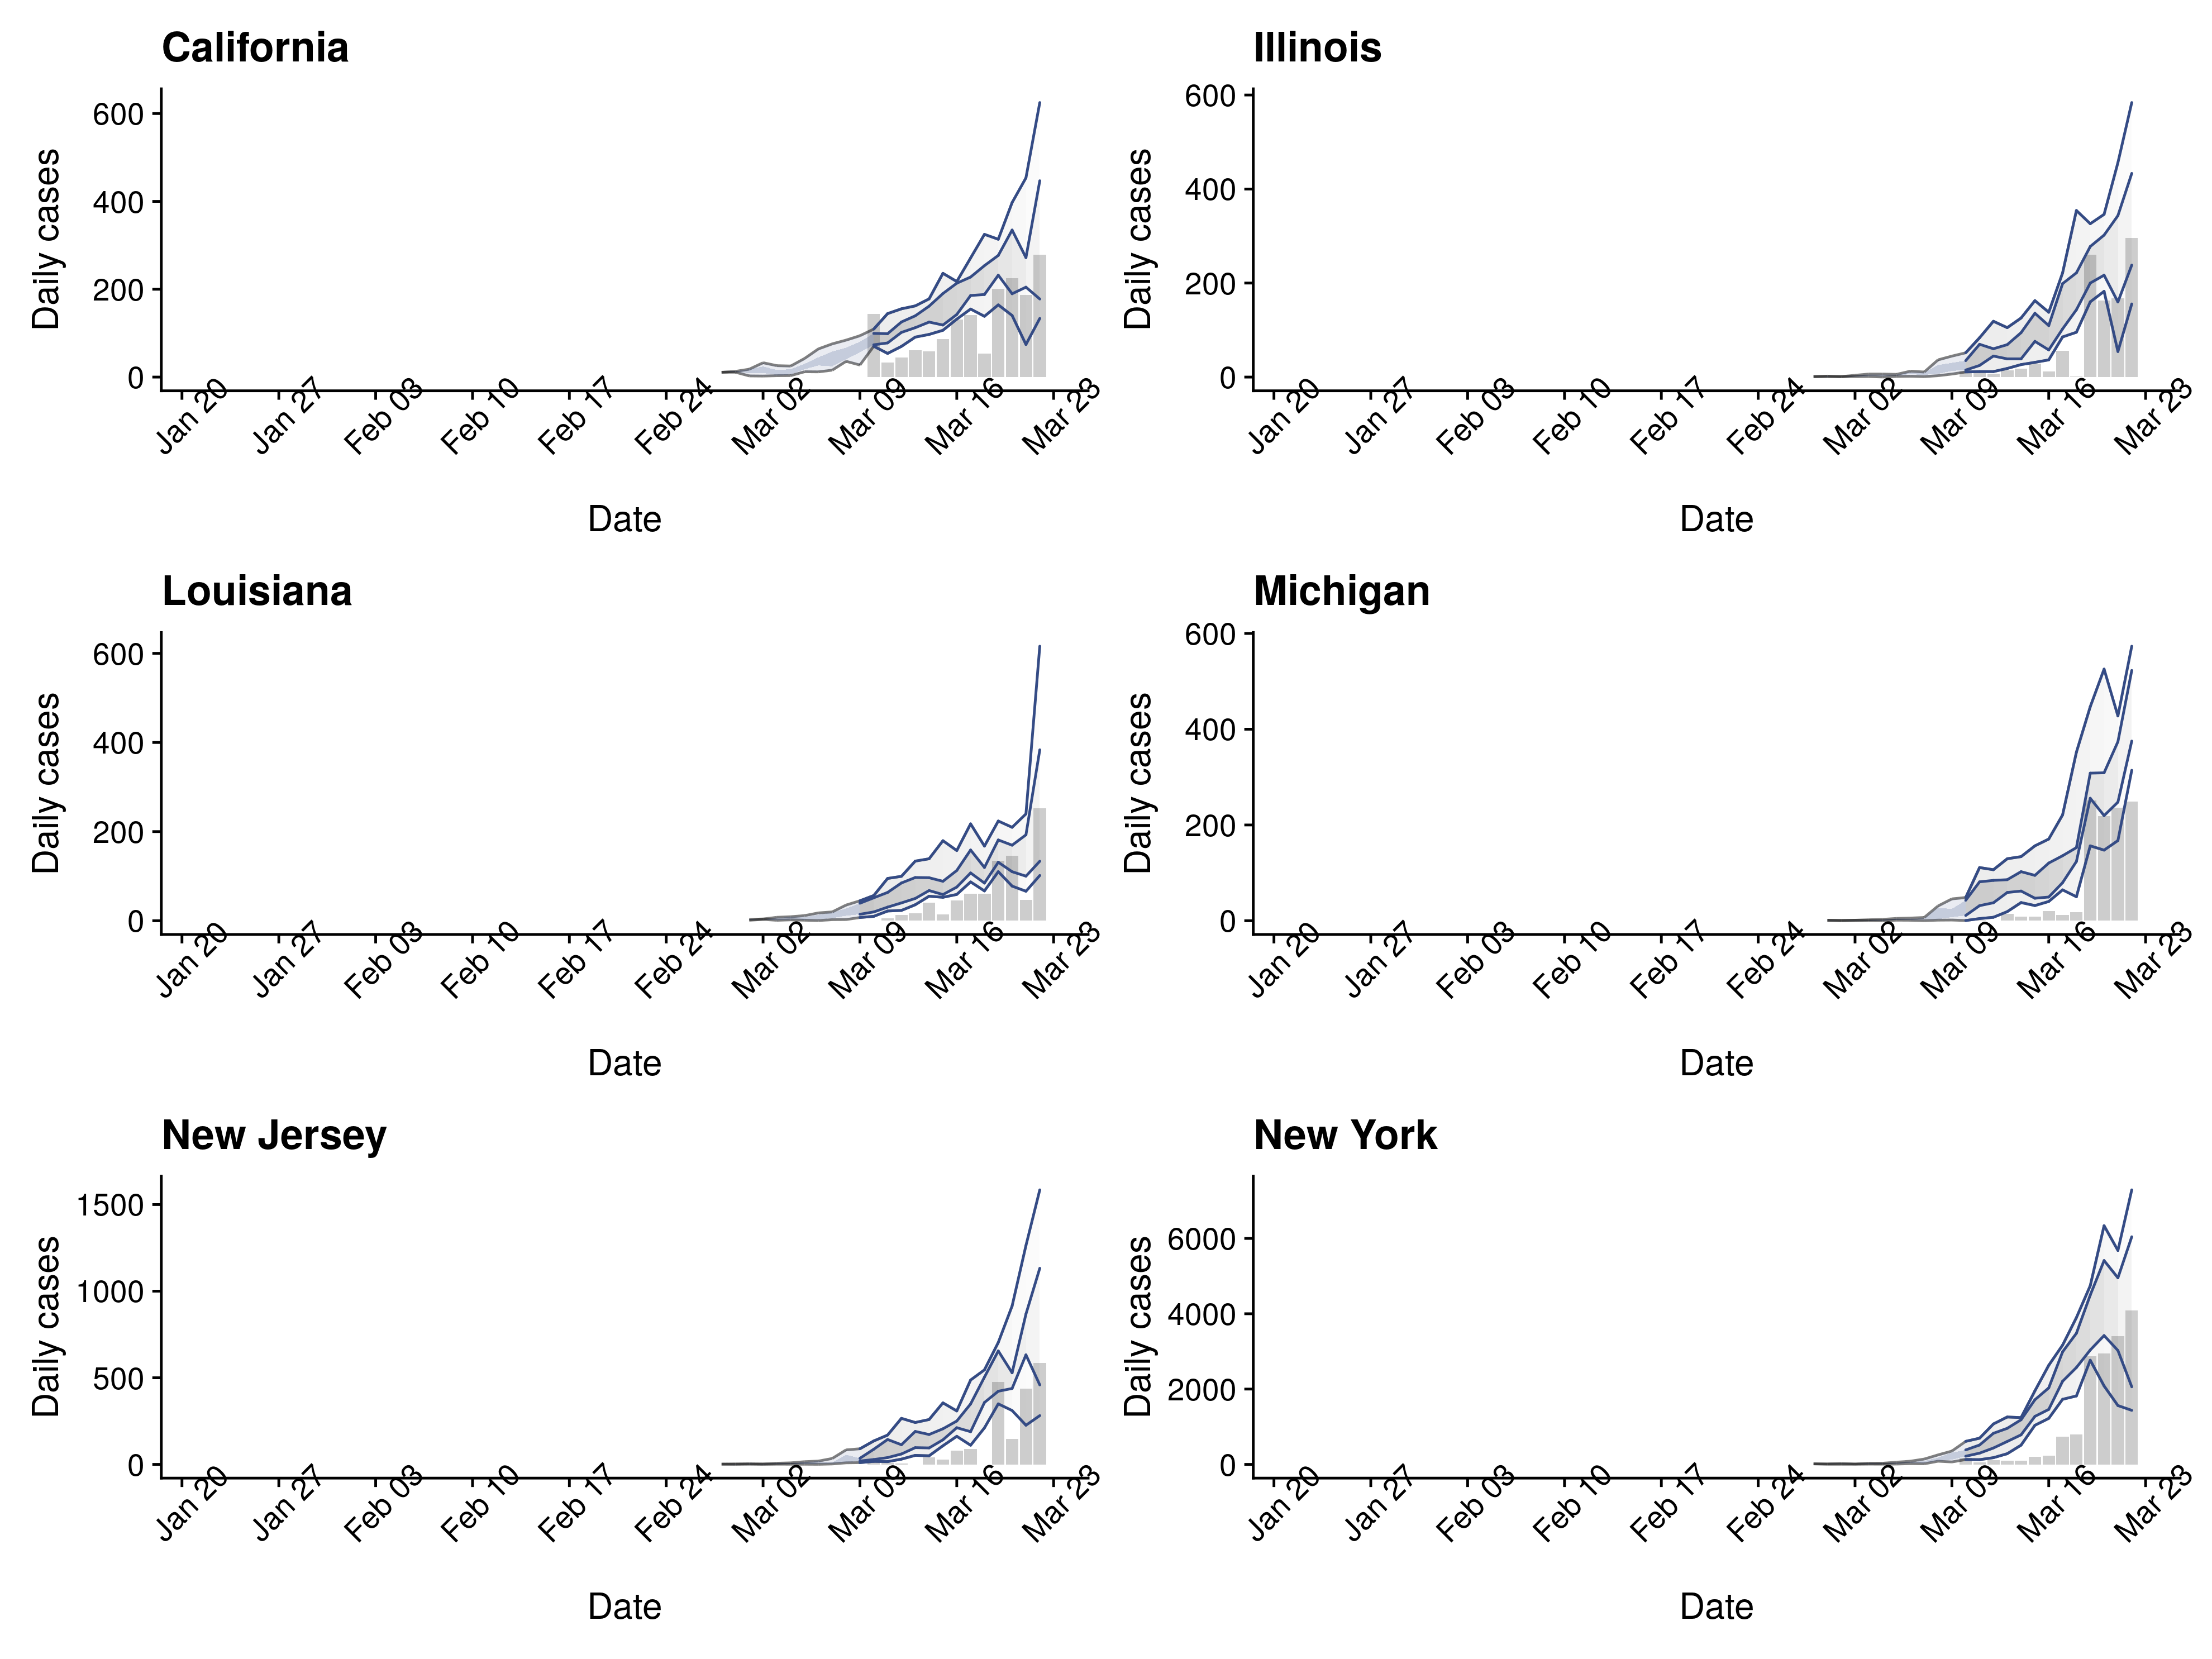 California
Illinois
Daily cases
600
400
200
0
Jan 20
Jan 27
Feb 03
Feb 10
Feb 17
Feb 24
Mar 02
Mar 09
Mar 16
Mar 23
Date
Daily cases
600
400
200
0
Jan 20
Jan 27
Feb 03
Feb 10
Feb 17
Feb 24
Mar 02
Mar 09
Mar 16
Mar 23
Date
Louisiana
Michigan
Daily cases
600
400
200
0
Jan 20
Jan 27
Feb 03
Feb 10
Feb 17
Feb 24
Mar 02
Mar 09
Mar 16
Mar 23
Date
Daily cases
600
400
200
0
Jan 20
Jan 27
Feb 03
Feb 10
Feb 17
Feb 24
Mar 02
Mar 09
Mar 16
Mar 23
Date
New Jersey
New York
Daily cases
1500
1000
500
0
Jan 20
Jan 27
Feb 03
Feb 10
Feb 17
Feb 24
Mar 02
Mar 09
Mar 16
Mar 23
Date
Daily cases
6000
4000
2000
0
Jan 20
Jan 27
Feb 03
Feb 10
Feb 17
Feb 24
Mar 02
Mar 09
Mar 16
Mar 23
Date